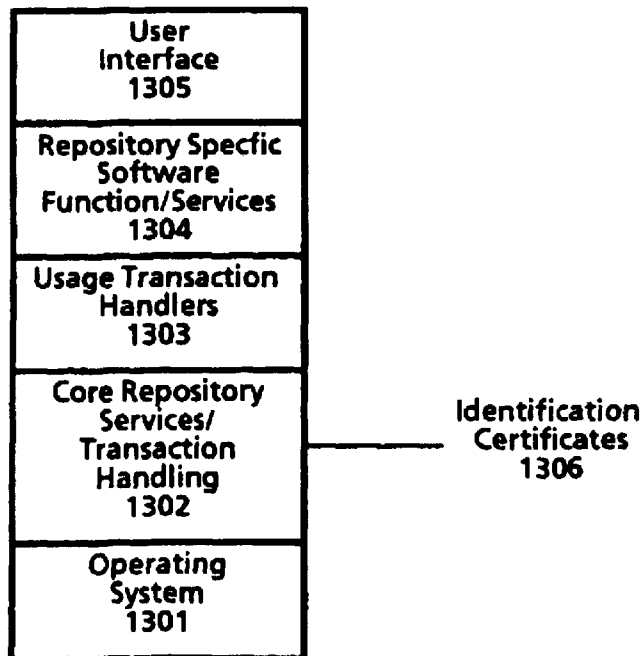 User
Interface
1305
Repository Specfic
Software
Function/Services
1304
Usage Transaction
Handlers
1303
Core Repository
Services/
Transaction
Handling
1302
Identification
Certificates
1306
Operating
System
1301